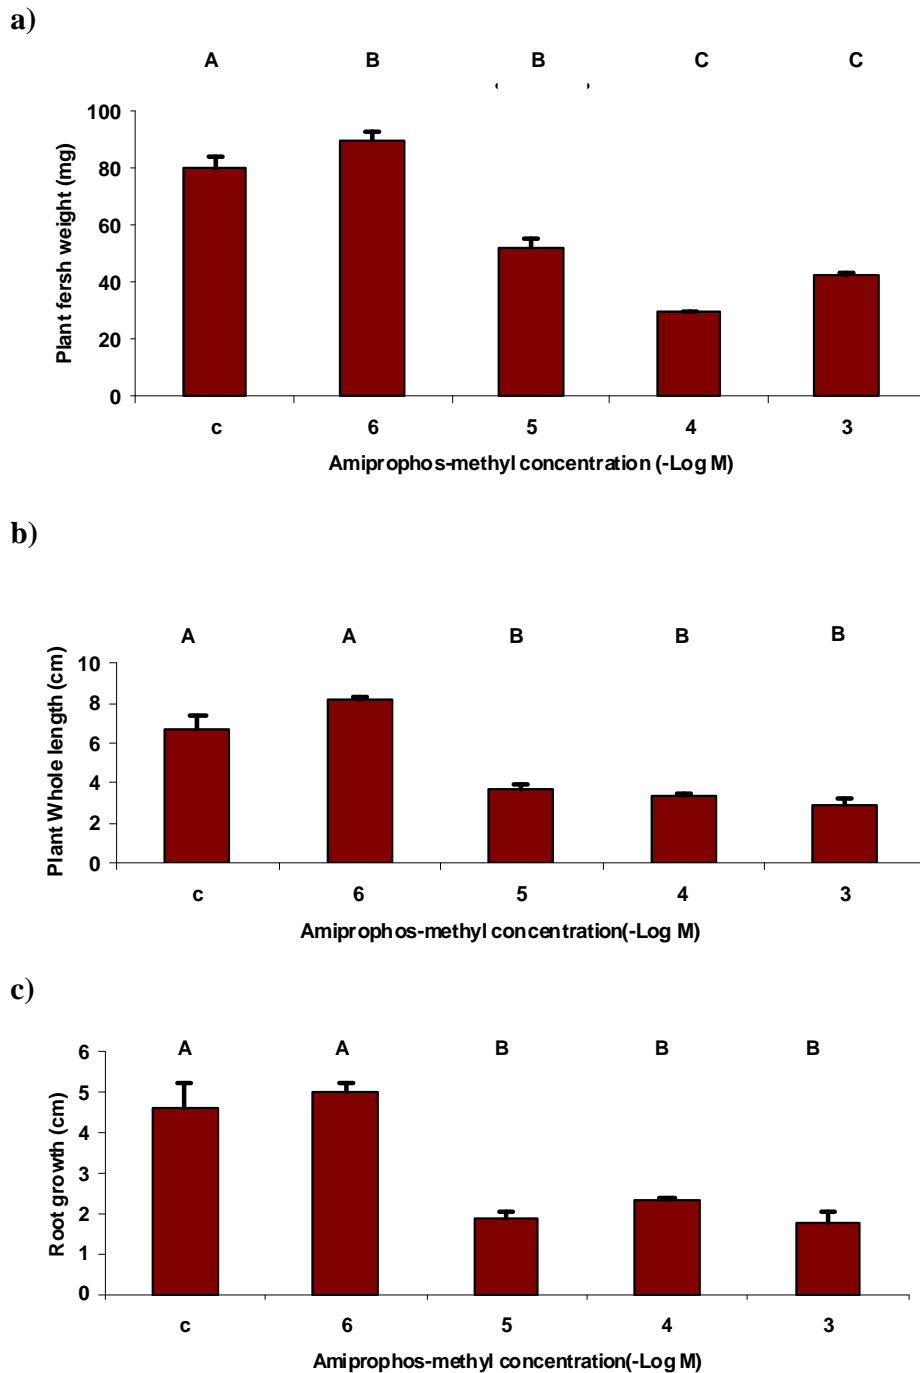 a)
A B B C C
100
80
60
40
20
0
Plant fersh weight (mg)
c 6 5 4 3
Amiprophos-methyl concentration (-Log M)
b)
A A B B B
10
8
6
4
2
0
Plant Whole length (cm)
c 6 5 4 3
Amiprophos-methyl concentration(-Log M)
c)
A A B B B
6
5
4
3
2
1
0
Root growth (cm)
c 6 5 4 3
Amiprophos-methyl concentration(-Log M)